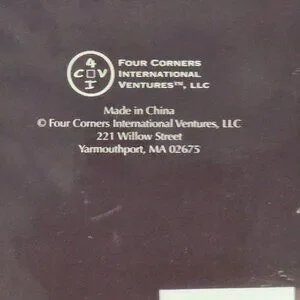 4
C V
I
Four Corners
International
Ventures™, LLC
Made in China
© Four Corners International Ventures, LLC
221 Willow Street
Yarmouthport, MA 02675